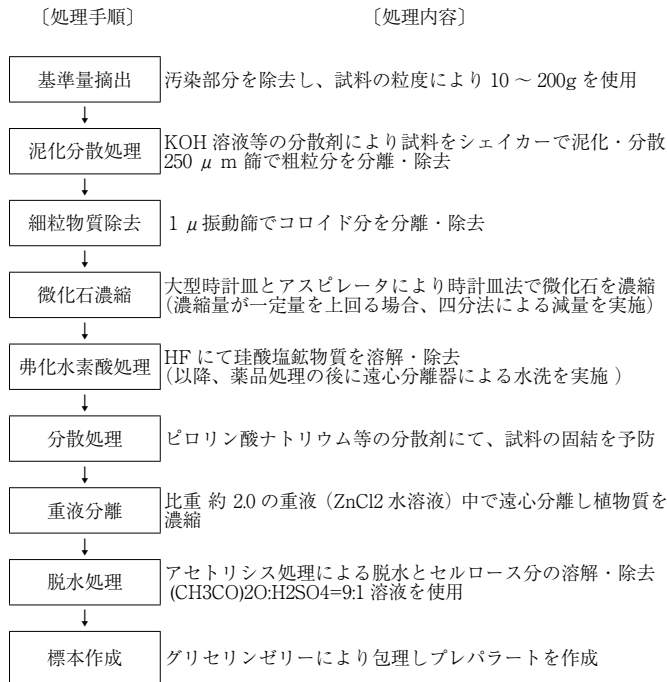 〔処理手順〕 〔処理内容〕
基準量摘出 汚染部分を除去し、試料の粒度により 10 ～ 200g を使用
↓
泥化分散処理 KOH 溶液等の分散剤により試料をシェイカーで泥化・分散
250 μ m 篩で粗粒分を分離・除去
↓
細粒物質除去 1 μ振動篩でコロイド分を分離・除去
↓
微化石濃縮 大型時計皿とアスピレータにより時計皿法で微化石を濃縮
(濃縮量が一定量を上回る場合、四分法による減量を実施)
↓
弗化水素酸処理 HF にて珪酸塩鉱物質を溶解・除去
(以降、薬品処理の後に遠心分離器による水洗を実施 )
↓
分散処理 ピロリン酸ナトリウム等の分散剤にて、試料の固結を予防
↓
重液分離 比重 約 2.0 の重液（ZnCl2 水溶液）中で遠心分離し植物質を
濃縮
↓
脱水処理 アセトリシス処理による脱水とセルロース分の溶解・除去
(CH3CO)2O:H2SO4=9:1 溶液を使用
↓
標本作成 グリセリンゼリーにより包理しプレパラートを作成